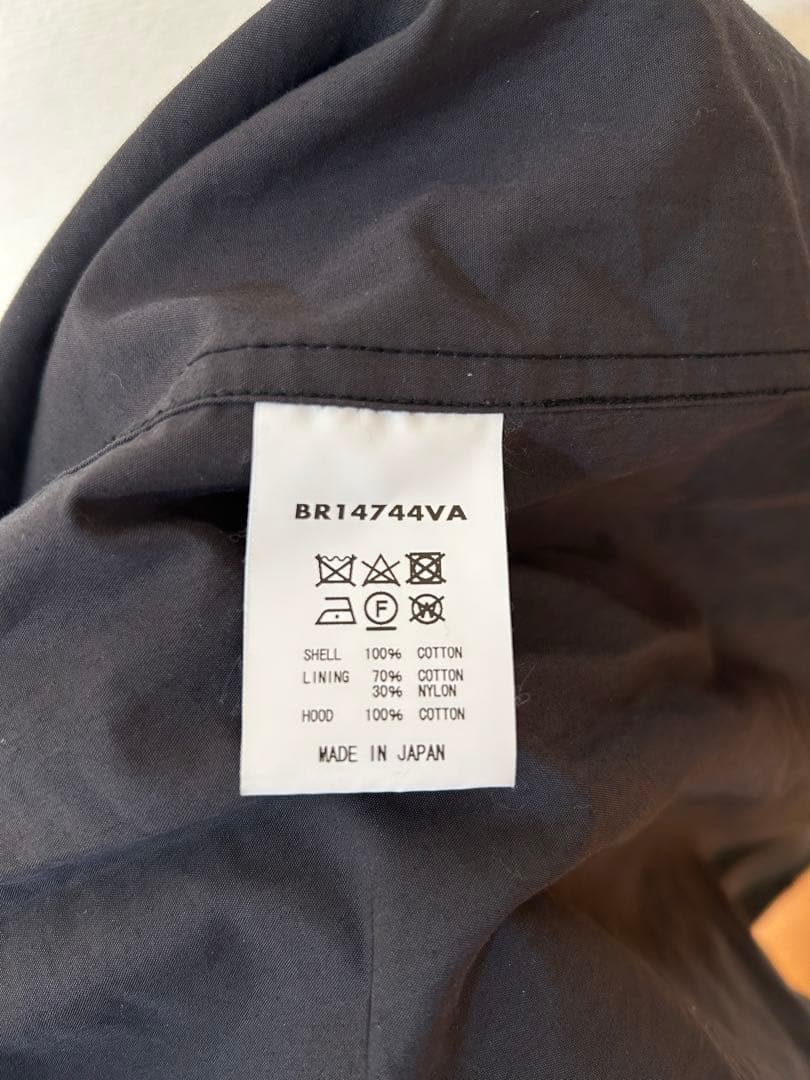 BR14744VA
F W
SHELL 100% COTTON
LINING 70% COTTON
30% NYLON
HOOD 100% COTTON
MADE IN JAPAN